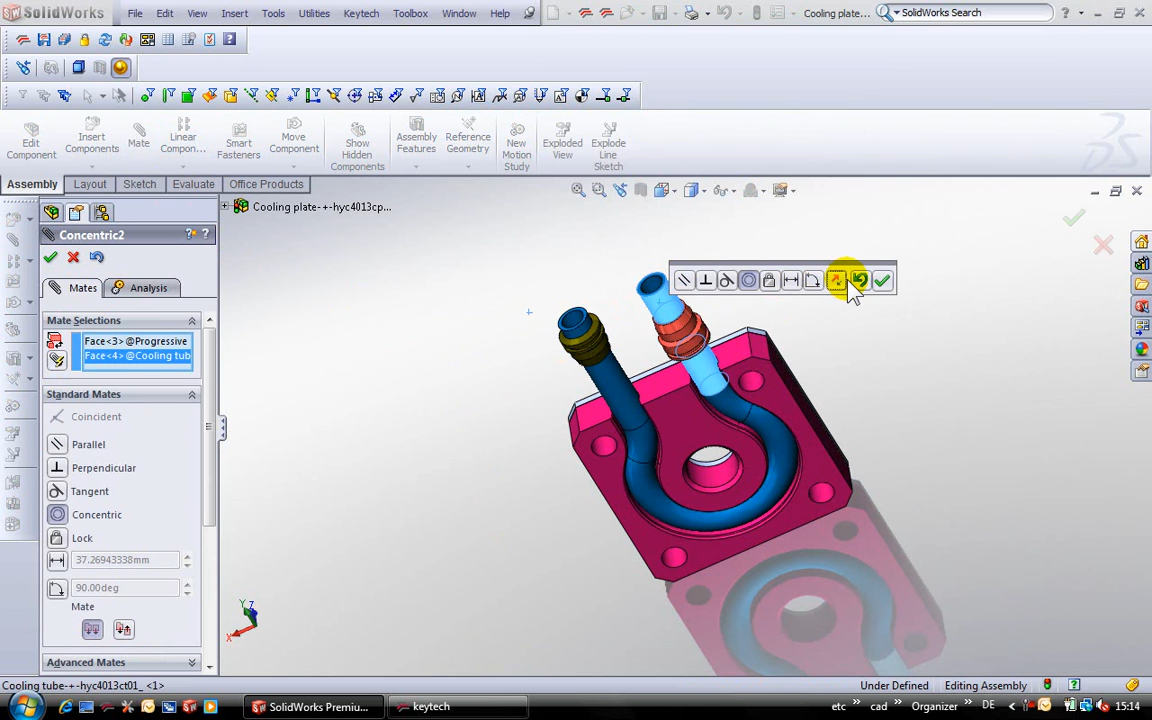 SolidWorks
File Edit View Insert Tools Utilities Keytech Toolbox Window Help
Cooling plate...
SolidWorks Search
Edit Component
Insert Components
Mate
Linear Compon...
Smart Fasteners
Move Component
Show Hidden Components
Assembly Features
Reference Geometry
New Motion Study
Exploded View
Explode Line Sketch
Assembly Layout Sketch Evaluate Office Products
Cooling plate-+-hyc4013cp...
Concentric2
Mates Analysis
Mate Selections
Face<3> @Progressive
Face<4> @Cooling tub
Standard Mates
Coincident
Parallel
Perpendicular
Tangent
Concentric
Lock
37.26943338mm
90.00deg
Mate
Advanced Mates
Y Z
X
Cooling tube-+-hyc4013ct01_ <1>
Under Defined Editing Assembly
SolidWorks Premiu...
keytech
etc » cad » Organizer » DE
15:14